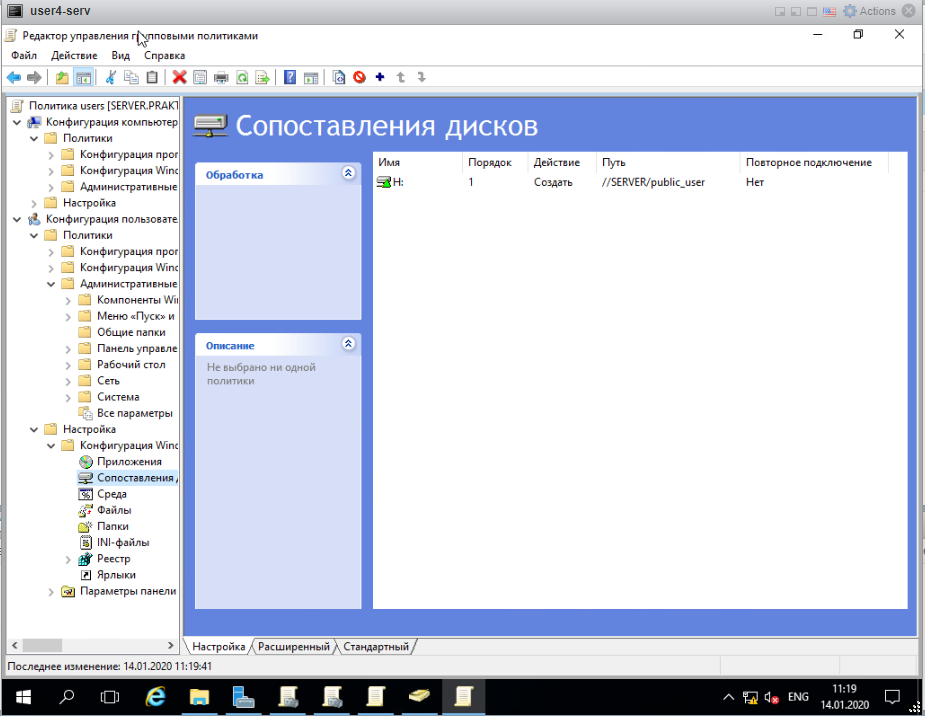 user4-serv
Actions
Редактор управления групповыми политиками
Файл Действие Вид Справка
Политика users [SERVER.PRAKT
Конфигурация компьютер
Политики
Конфигурация прог
Конфигурация Wind
Административные
Настройка
Конфигурация пользовате
Политики
Конфигурация прог
Конфигурация Wind
Административные
Компоненты Wi
Меню «Пуск» и
Общие папки
Панель управле
Рабочий стол
Сеть
Система
Все параметры
Настройка
Конфигурация Wind
Приложения
Сопоставления д
Среда
Файлы
Папки
INI-файлы
Реестр
Ярлыки
Параметры панели
Сопоставления дисков
Обработка
Описание
Не выбрано ни одной
политики
Имя Порядок Действие Путь Повторное подключение
H: 1 Создать //SERVER/public_user Нет
Настройка Расширенный Стандартный
Последнее изменение: 14.01.2020 11:19:41
ENG
11:19
14.01.2020